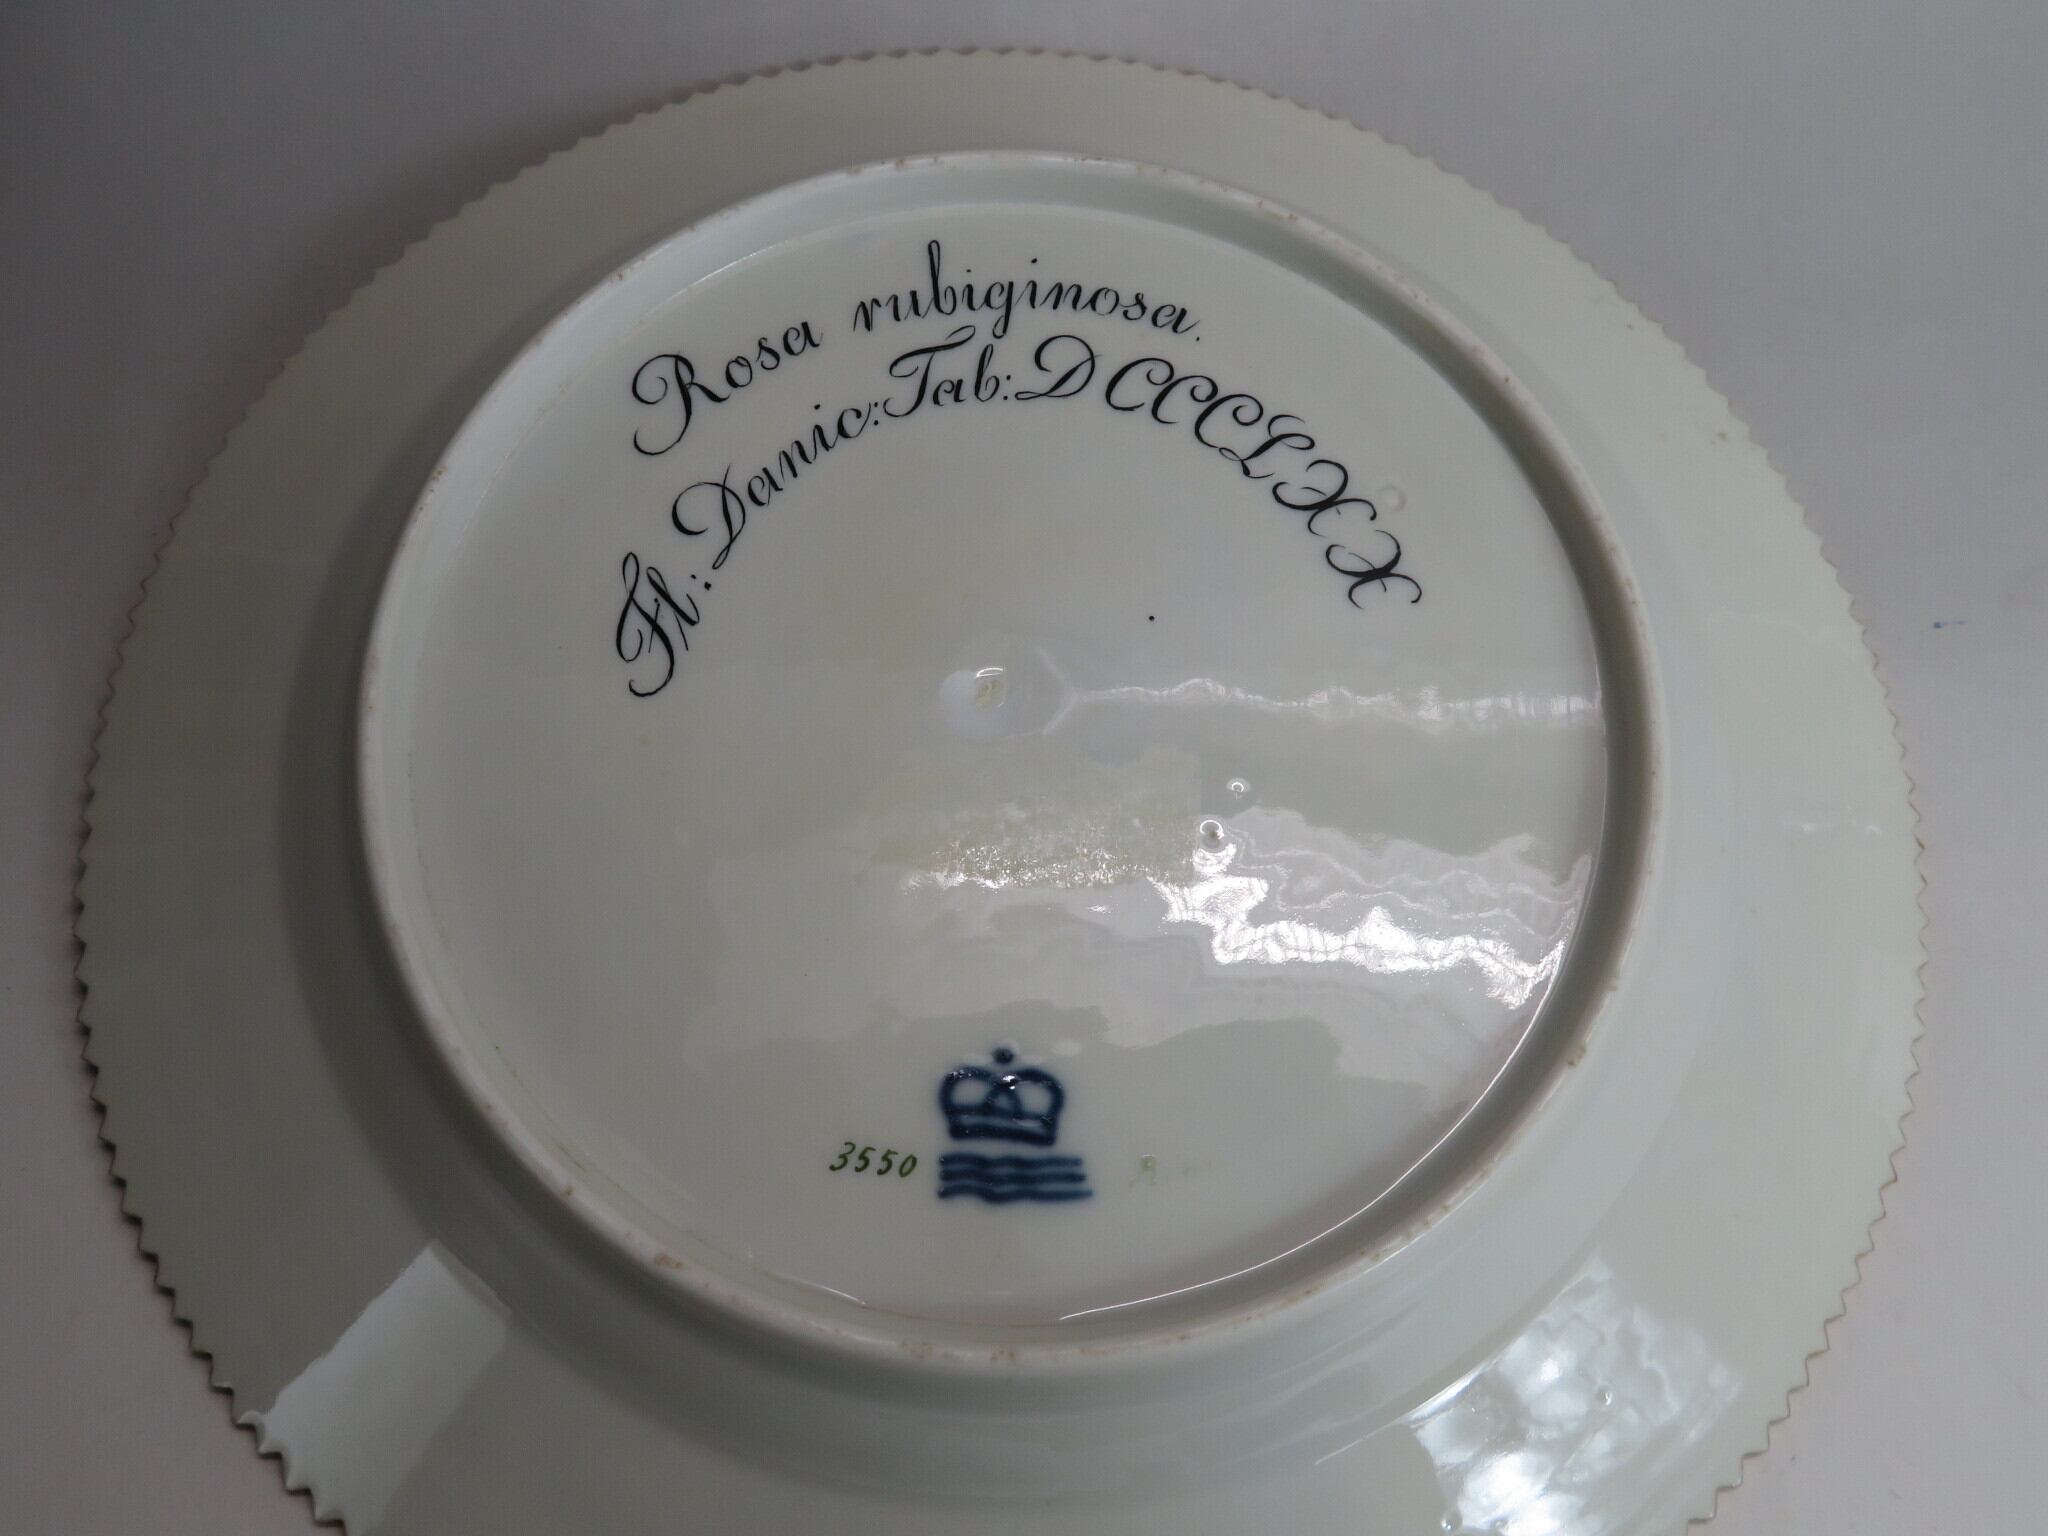 Rosa rubiginosa.
Fl: Danic: Tab: DCCCLXX
3550